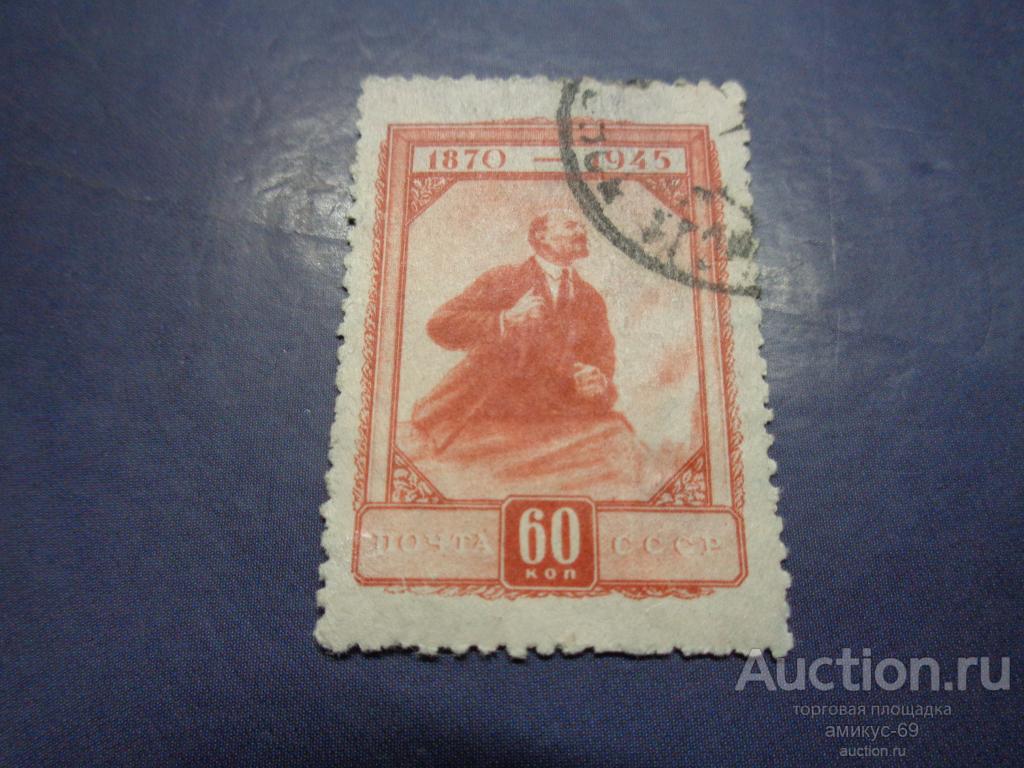 1870 — 1945
ПОЧТА 60 СССР
КОП
Auction.ru
торговая площадка
амикус-69
auction.ru